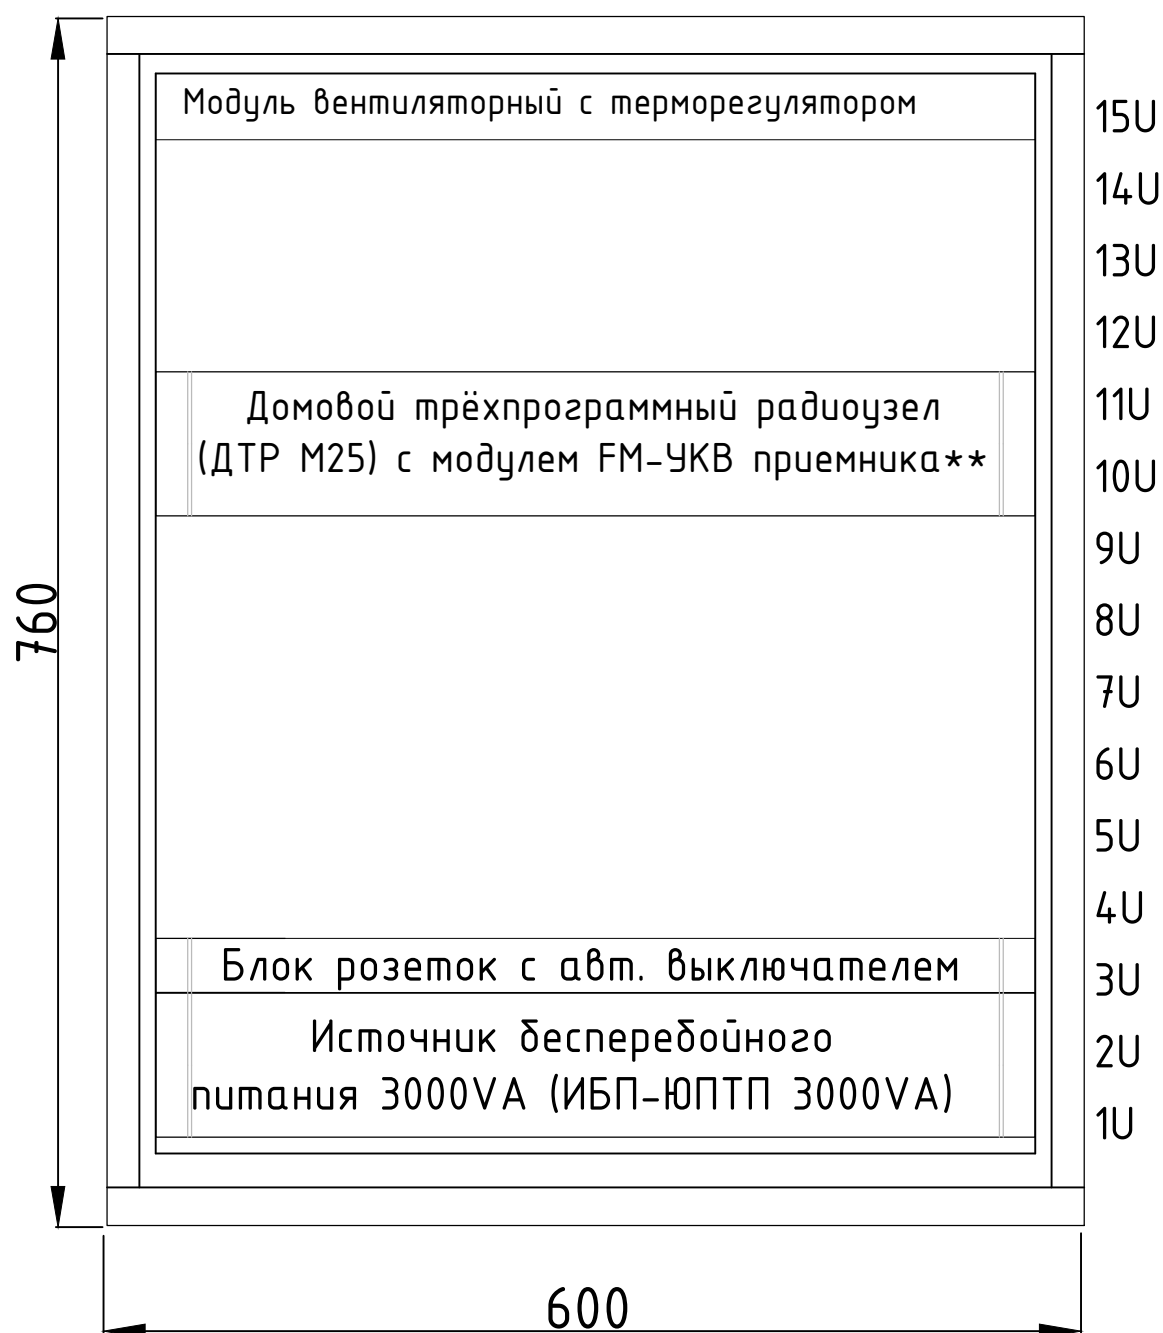 Модуль вентиляторный с терморегулятором
15U
14U
13U
12U
Домовой трёхпрограммный радиоузел
11U
(ДТР М25) с модулем FM-УКВ приемника**
10U
9U
8U
760
7U
6U
5U
4U
Блок розеток с авт. выключателем
3U
Источник бесперебойного
2U
питания 3000VA (ИБП-ЮПТП 3000VA)
1U
600